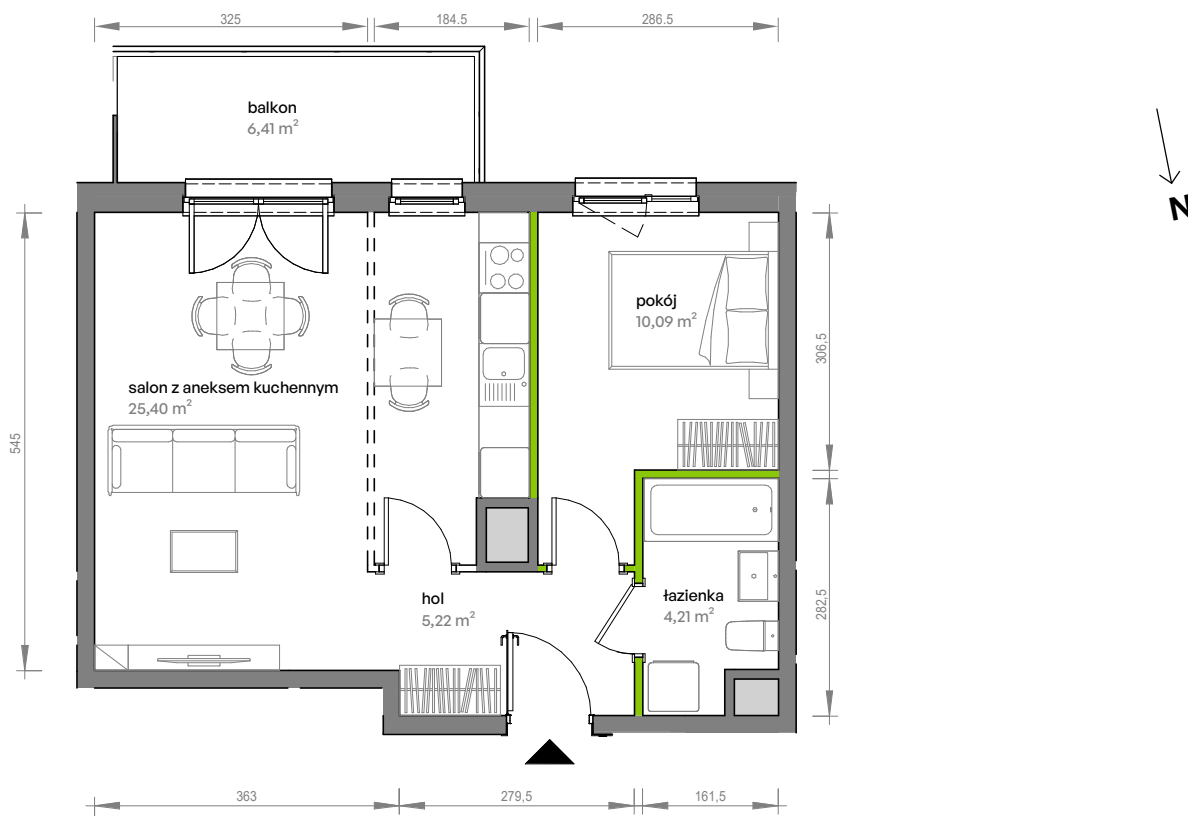 325
184.5
286.5
balkon
6,41 m²
N
pokój
10,09 m²
306,5
salon z aneksem kuchennym
25,40 m²
545
hol
5,22 m²
łazienka
4,21 m²
282,5
363
279,5
161,5